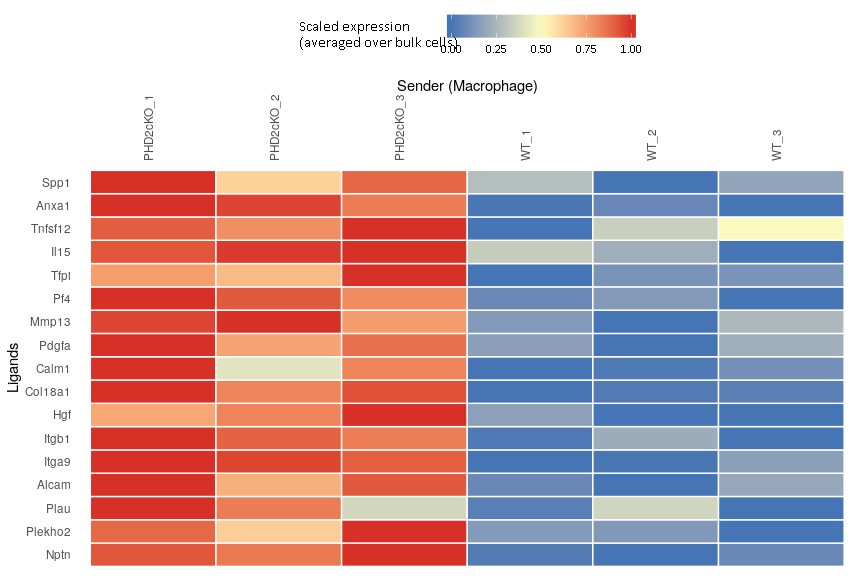 Scaled expression
(averaged over bulk cells)
0.00 0.25 0.50 0.75 1.00
Sender (Macrophage)
PHD2cKO_1 PHD2cKO_2 PHD2cKO_3 WT_1 WT_2 WT_3
Ligands
Spp1
Anxa1
Tnfsf12
Il15
Tfpi
Pf4
Mmp13
Pdgfa
Calm1
Col18a1
Hgf
Itgb1
Itga9
Alcam
Plau
Plekho2
Nptn